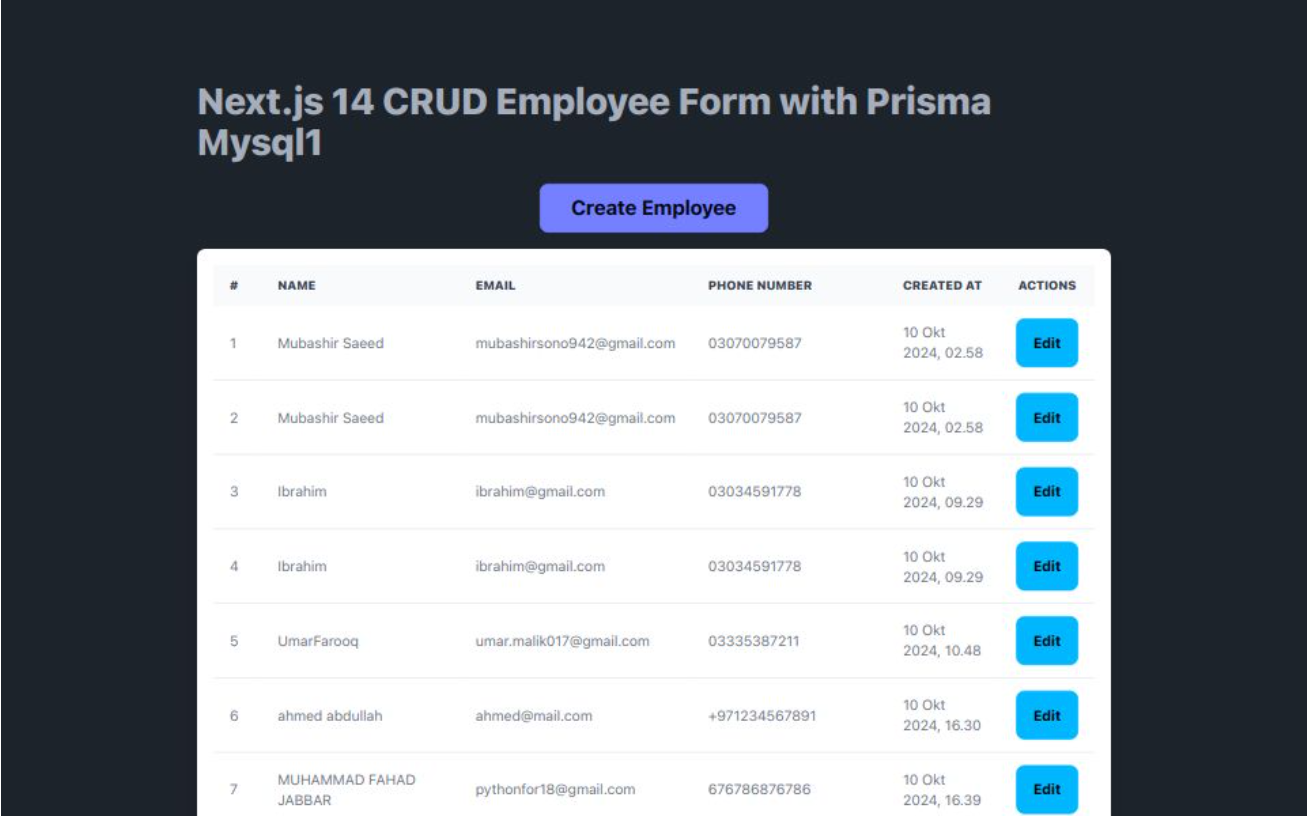 Next.js 14 CRUD Employee Form with Prisma
Mysql1
Create Employee
# NAME EMAIL PHONE NUMBER CREATED AT ACTIONS
1 Mubashir Saeed mubashirsono942@gmail.com 03070079587 10 Okt
2024, 02.58 Edit
2 Mubashir Saeed mubashirsono942@gmail.com 03070079587 10 Okt
2024, 02.58 Edit
3 Ibrahim ibrahim@gmail.com 03034591778 10 Okt
2024, 09.29 Edit
4 Ibrahim ibrahim@gmail.com 03034591778 10 Okt
2024, 09.29 Edit
5 UmarFarooq umar.malik017@gmail.com 03335387211 10 Okt
2024, 10.48 Edit
6 ahmed abdullah ahmed@mail.com +971234567891 10 Okt
2024, 16.30 Edit
7 MUHAMMAD FAHAD
JABBAR pythonfor18@gmail.com 676786876786 10 Okt
2024, 16.39 Edit